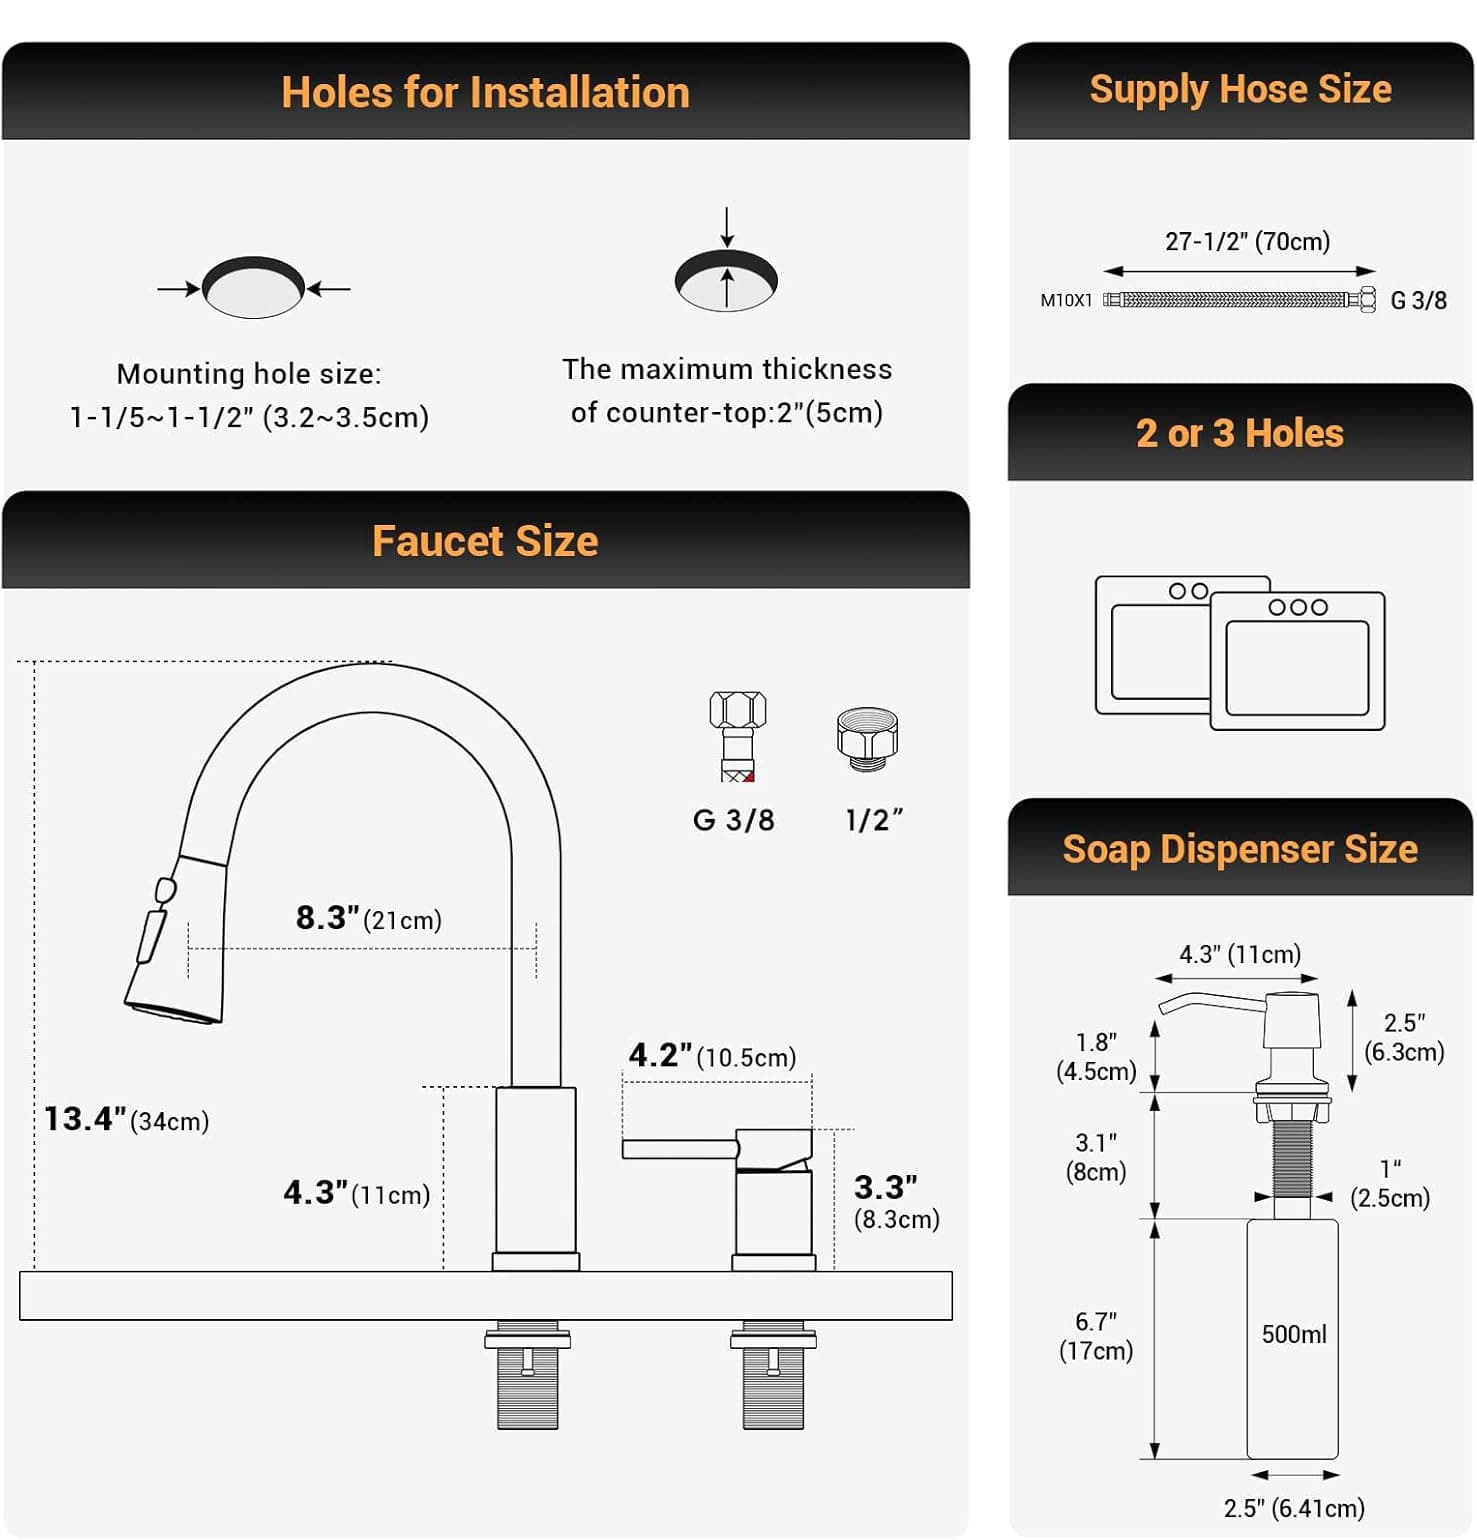 Holes for Installation
Mounting hole size:
1-1/5~1-1/2" (3.2~3.5cm)
The maximum thickness
of counter-top:2"(5cm)
Supply Hose Size
27-1/2" (70cm)
M10X1
G 3/8
2 or 3 Holes
Faucet Size
G 3/8
1/2”
8.3"(21cm)
4.2"(10.5cm)
13.4"(34cm)
4.3"(11cm)
3.3"
(8.3cm)
Soap Dispenser Size
4.3" (11cm)
2.5"
(6.3cm)
1.8"
(4.5cm)
3.1"
(8cm)
1“
(2.5cm)
6.7"
(17cm)
500ml
2.5" (6.41cm)